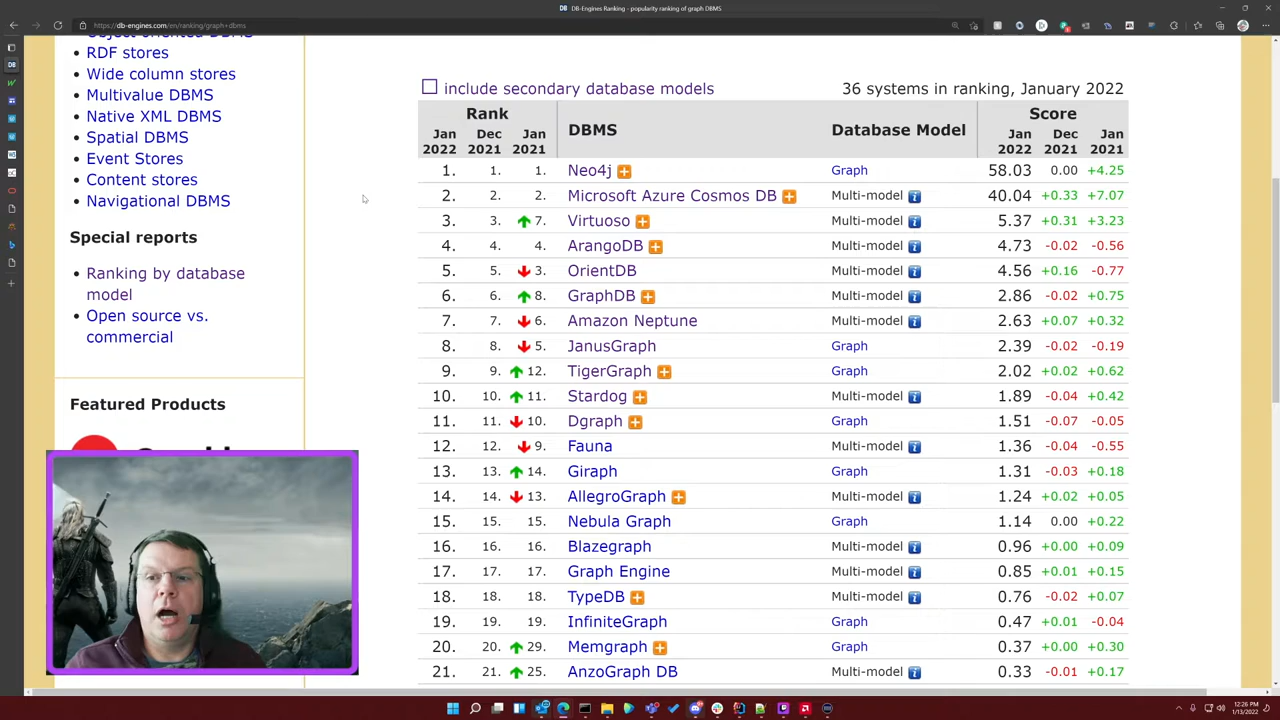 DB-Engines Ranking - popularity ranking of graph DBMS
https://db-engines.com/en/ranking/graph+dbms
RDF stores
Wide column stores
Multivalue DBMS
Native XML DBMS
Spatial DBMS
Event Stores
Content stores
Navigational DBMS
Special reports
Ranking by database
model
Open source vs.
commercial
Featured Products
include secondary database models 36 systems in ranking, January 2022
Rank Score
DBMS Database Model
Jan Dec Jan Jan Dec Jan
2022 2021 2021 2022 2021 2021
1. 1. 1. Neo4j Graph 58.03 0.00 +4.25
2. 2. 2. Microsoft Azure Cosmos DB Multi-model 40.04 +0.33 +7.07
3. 3. 7. Virtuoso Multi-model 5.37 +0.31 +3.23
4. 4. 4. ArangoDB Multi-model 4.73 -0.02 -0.56
5. 5. 3. OrientDB Multi-model 4.56 +0.16 -0.77
6. 6. 8. GraphDB Multi-model 2.86 -0.02 +0.75
7. 7. 6. Amazon Neptune Multi-model 2.63 +0.07 +0.32
8. 8. 5. JanusGraph Graph 2.39 -0.02 -0.19
9. 9. 12. TigerGraph Graph 2.02 +0.02 +0.62
10. 10. 11. Stardog Multi-model 1.89 -0.04 +0.42
11. 11. 10. Dgraph Graph 1.51 -0.07 -0.05
12. 12. 9. Fauna Multi-model 1.36 -0.04 -0.55
13. 13. 14. Giraph Graph 1.31 -0.03 +0.18
14. 14. 13. AllegroGraph Multi-model 1.24 +0.02 +0.05
15. 15. 15. Nebula Graph Graph 1.14 0.00 +0.22
16. 16. 16. Blazegraph Multi-model 0.96 +0.00 +0.09
17. 17. 17. Graph Engine Multi-model 0.85 +0.01 +0.15
18. 18. 18. TypeDB Multi-model 0.76 -0.02 +0.07
19. 19. 19. InfiniteGraph Graph 0.47 +0.01 -0.04
20. 20. 29. Memgraph Graph 0.37 +0.00 +0.30
21. 21. 25. AnzoGraph DB Multi-model 0.33 -0.01 +0.17
12:26 PM
1/13/2022